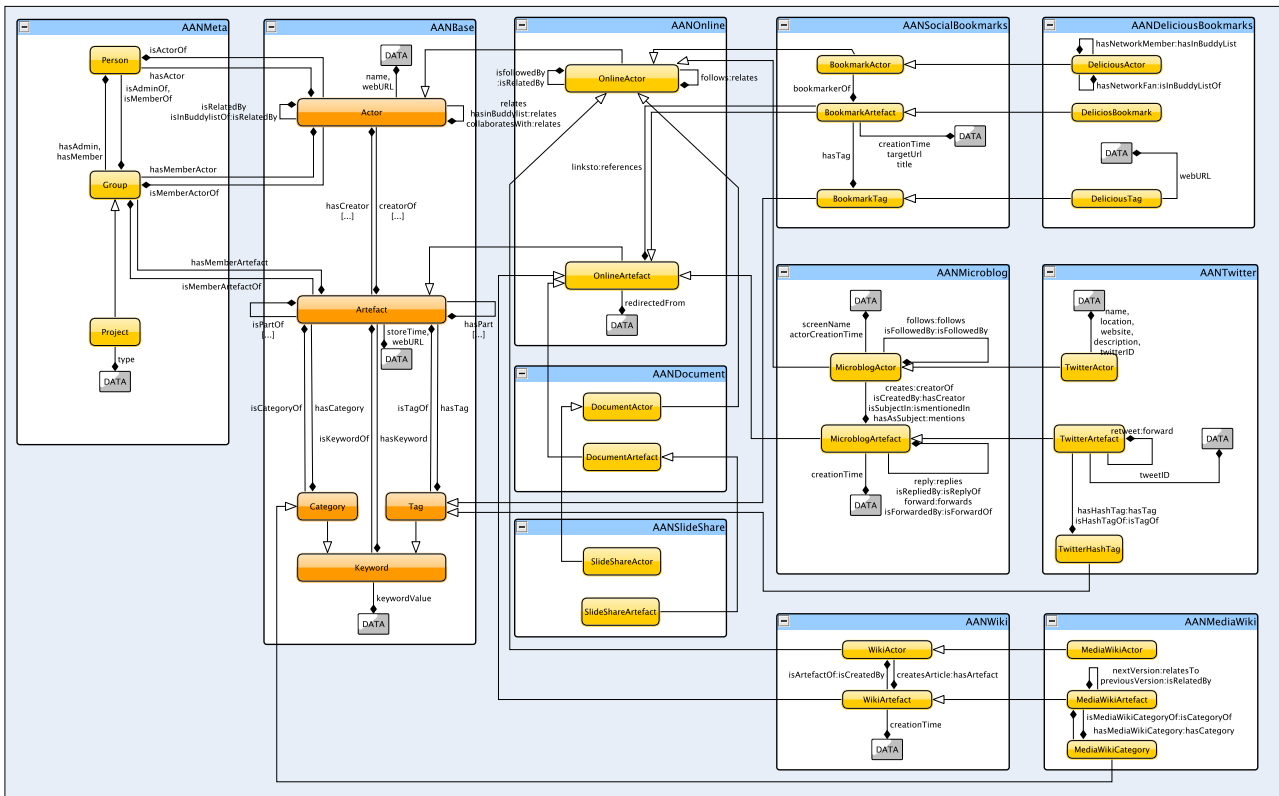 AANMeta
Person
isActorOf
hasActor
isAdminOf,
isMemberOf
hasAdmin,
hasMember
Group
hasMemberActor
isMemberActorOf
hasMemberArtefact
isMemberArtefactOf
Project
type
DATA
AANBase
DATA
name,
webURL
isRelatedBy
isInBuddylistOf:isRelatedBy
Actor
relates
hasinBuddylist:relates
collaboratesWith:relates
hasCreator
[...]
creatorOf
[...]
Artefact
isPartOf
[...]
storeTime,
webURL
DATA
hasPart
[...]
isCategoryOf
hasCategory
isTagOf
hasTag
isKeywordOf
hasKeyword
Category
Tag
Keyword
keywordValue
DATA
AANOnline
isfollowedBy
:isRelatedBy
OnlineActor
follows:relates
linksto:references
OnlineArtefact
redirectedFrom
DATA
AANDocument
DocumentActor
DocumentArtefact
AANSlideShare
SlideShareActor
SlideShareArtefact
AANSocialBookmarks
BookmarkActor
bookmarkerOf
BookmarkArtefact
creationTime
targetUrl
title
DATA
hasTag
BookmarkTag
AANDeliciousBookmarks
hasNetworkMember:hasInBuddyList
DeliciousActor
hasNetworkFan:isInBuddyListOf
DeliciosBookmark
DATA
webURL
DeliciousTag
AANMicroblog
DATA
screenName
actorCreationTime
follows:follows
isFollowedBy:isFollowedBy
MicroblogActor
creates:creatorOf
isCreatedBy:hasCreator
isSubjectIn:ismentionedIn
hasAsSubject:mentions
MicroblogArtefact
creationTime
DATA
reply:replies
isRepliedBy:isReplyOf
forward:forwards
isForwardedBy:isForwardOf
AANTwitter
DATA
name,
location,
website,
description,
twitterID
TwitterActor
retweet:forward
TwitterArtefact
DATA
tweetID
hasHashTag:hasTag
isHashTagOf:isTagOf
TwitterHashTag
AANWiki
WikiActor
isArtefactOf:isCreatedBy
createsArticle:hasArtefact
WikiArtefact
creationTime
DATA
AANMediaWiki
MediaWikiActor
nextVersion:relatesTo
previousVersion:isRelatedBy
MediaWikiArtefact
isMediaWikiCategoryOf:isCategoryOf
hasMediaWikiCategory:hasCategory
MediaWikiCategory